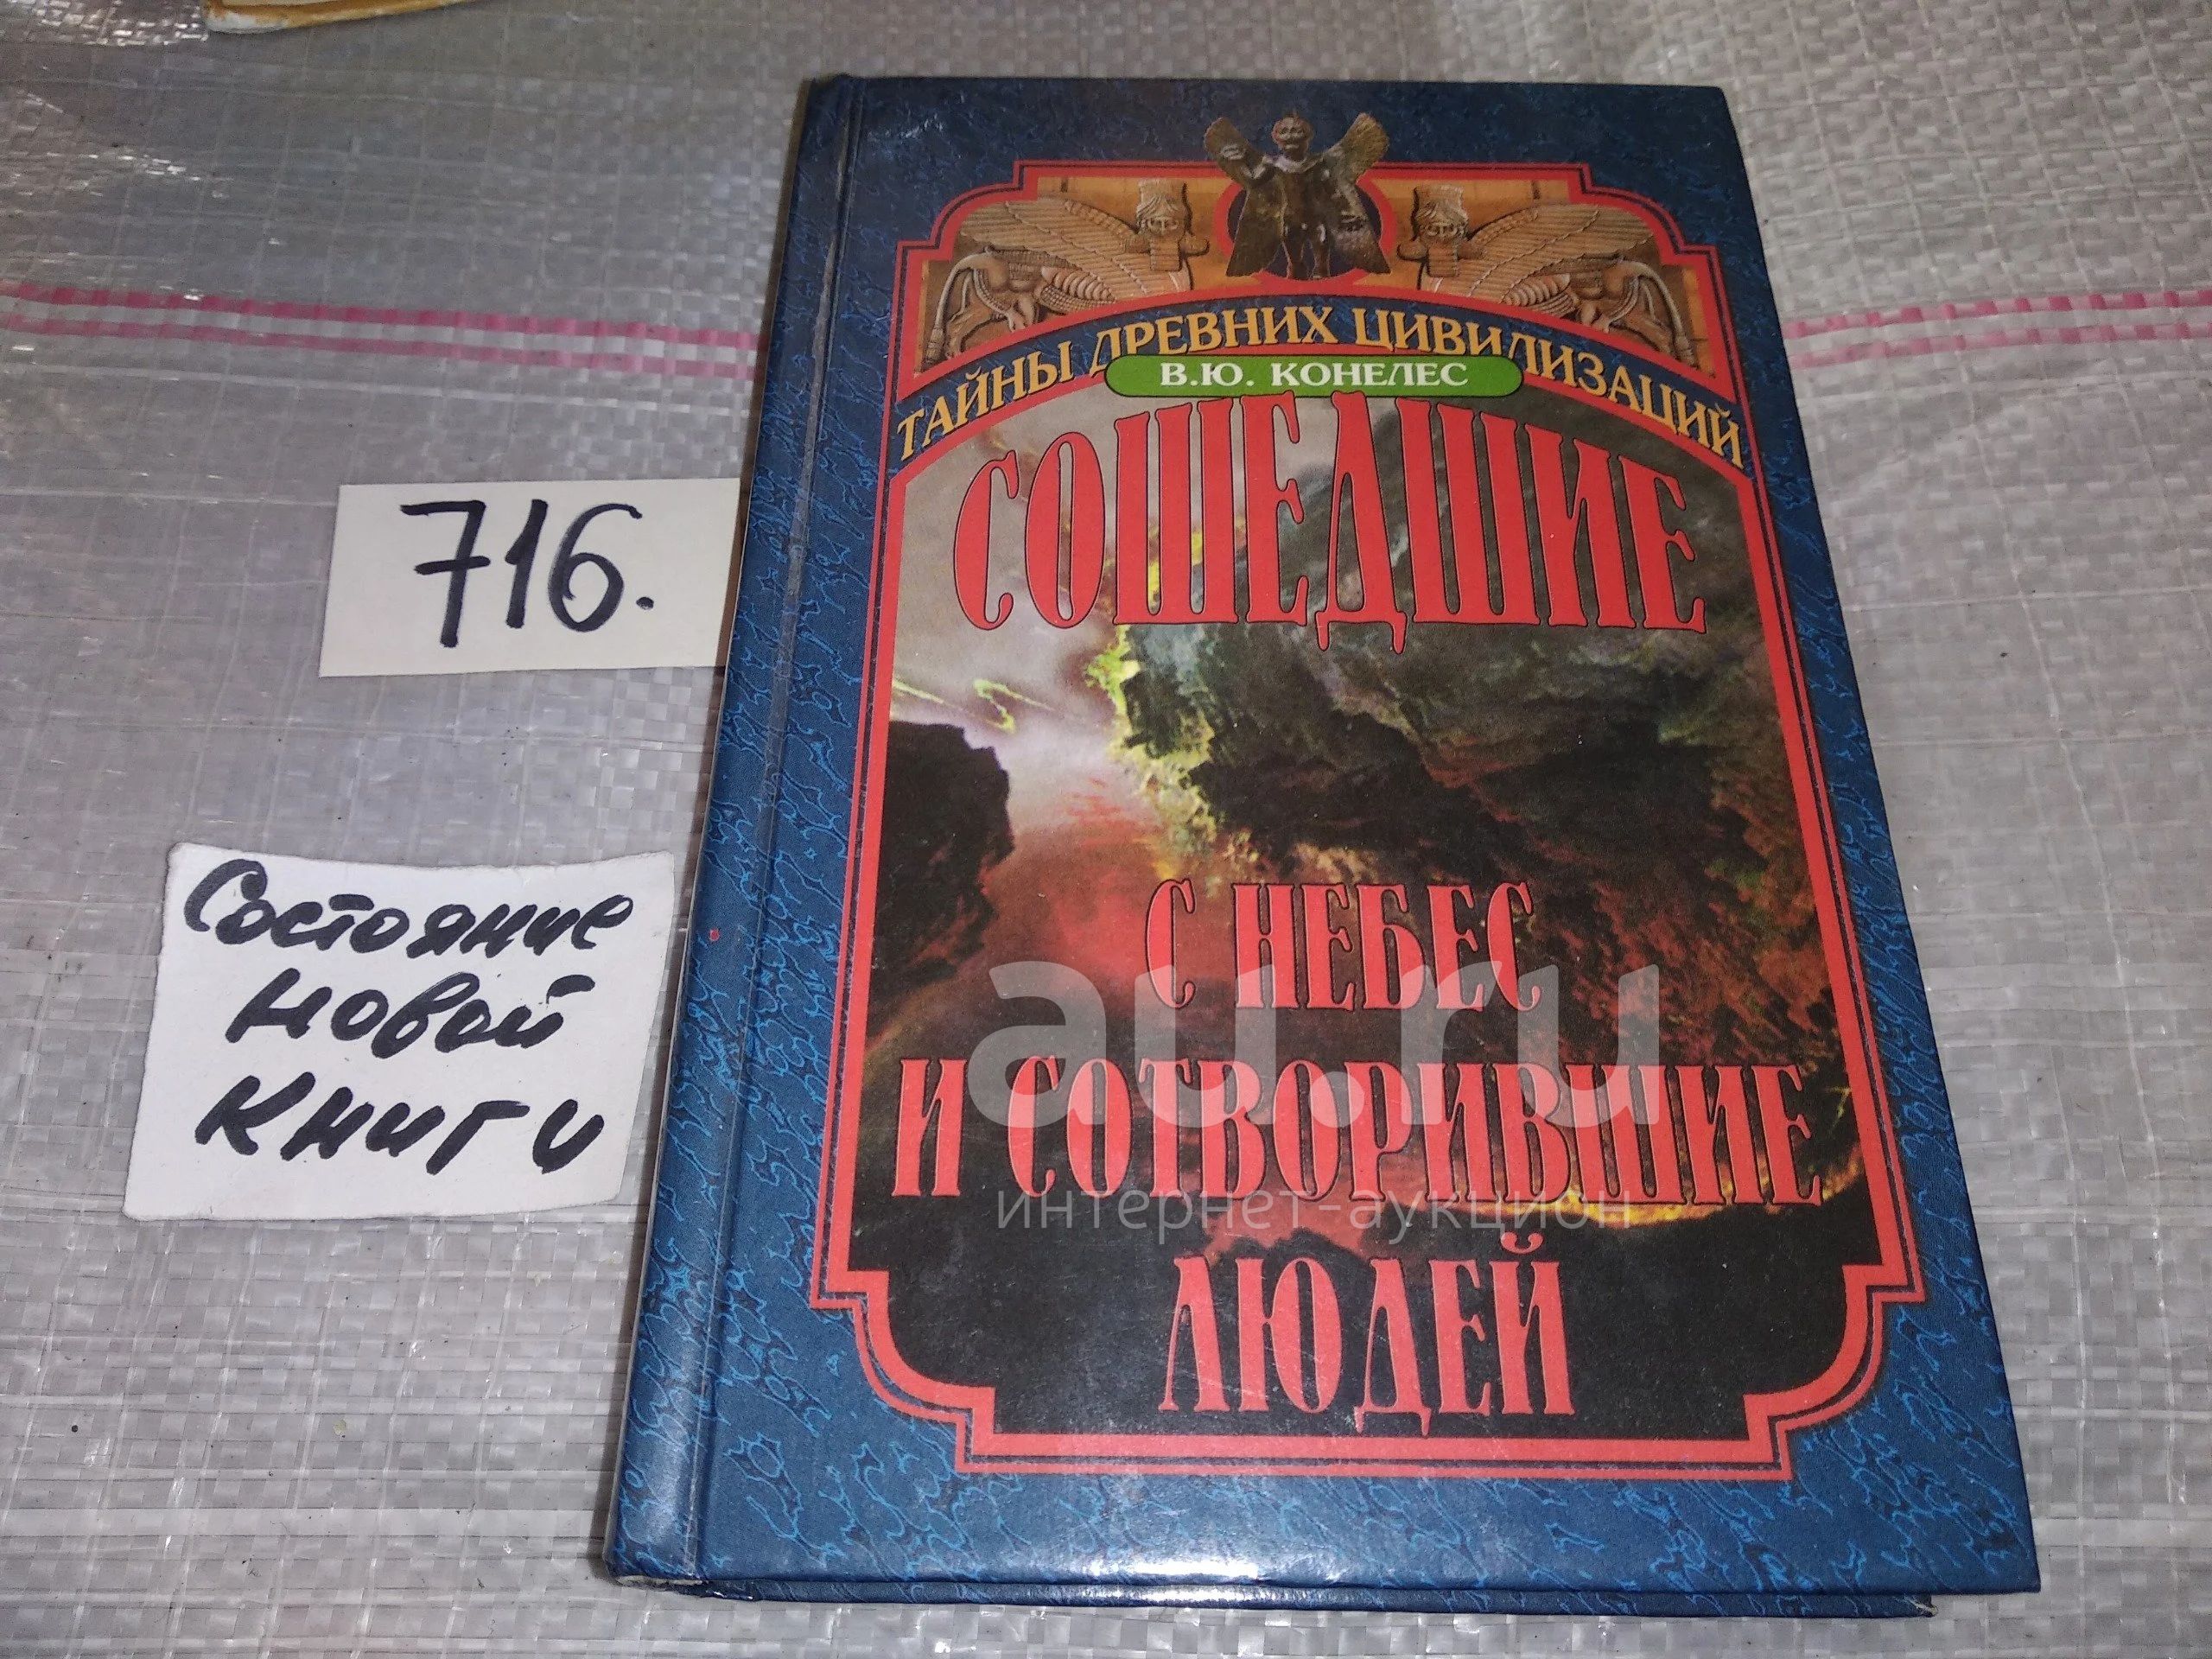 ТАЙНЫ ДРЕВНИХ ЦИВИЛИЗАЦИЙ
В.Ю. КОНЕЛЕС
СОШЕДШИЕ
С НЕБЕС
И СОТВОРИВШИЕ
ЛЮДЕЙ
716.
Состояние
новой
книги
au.ru
интернет-аукцион